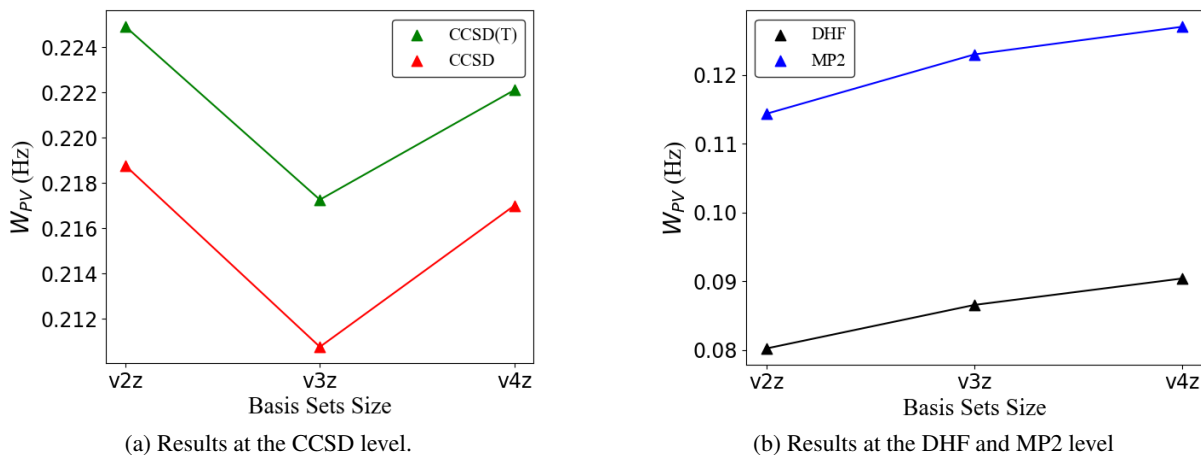 0.224
0.222
0.220
0.218
0.216
0.214
0.212
W_PV (Hz)
CCSD(T)
CCSD
v2z v3z v4z
Basis Sets Size
(a) Results at the CCSD level.
0.12
0.11
0.10
0.09
0.08
W_PV (Hz)
DHF
MP2
v2z v3z v4z
Basis Sets Size
(b) Results at the DHF and MP2 level